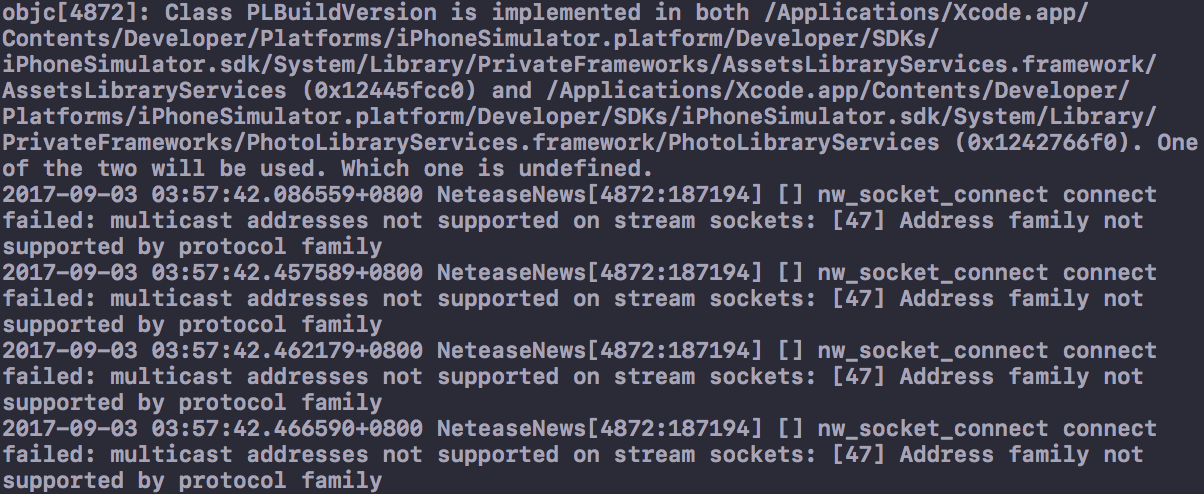 objc[4872]: Class PLBuildVersion is implemented in both /Applications/Xcode.app/
Contents/Developer/Platforms/iPhoneSimulator.platform/Developer/SDKs/
iPhoneSimulator.sdk/System/Library/PrivateFrameworks/AssetsLibraryServices.framework/
AssetsLibraryServices (0x12445fcc0) and /Applications/Xcode.app/Contents/Developer/
Platforms/iPhoneSimulator.platform/Developer/SDKs/iPhoneSimulator.sdk/System/Library/
PrivateFrameworks/PhotoLibraryServices.framework/PhotoLibraryServices (0x1242766f0). One
of the two will be used. Which one is undefined.
2017-09-03 03:57:42.086559+0800 NeteaseNews[4872:187194] [] nw_socket_connect connect
failed: multicast addresses not supported on stream sockets: [47] Address family not
supported by protocol family
2017-09-03 03:57:42.457589+0800 NeteaseNews[4872:187194] [] nw_socket_connect connect
failed: multicast addresses not supported on stream sockets: [47] Address family not
supported by protocol family
2017-09-03 03:57:42.462179+0800 NeteaseNews[4872:187194] [] nw_socket_connect connect
failed: multicast addresses not supported on stream sockets: [47] Address family not
supported by protocol family
2017-09-03 03:57:42.466590+0800 NeteaseNews[4872:187194] [] nw_socket_connect connect
failed: multicast addresses not supported on stream sockets: [47] Address family not
supported by protocol family